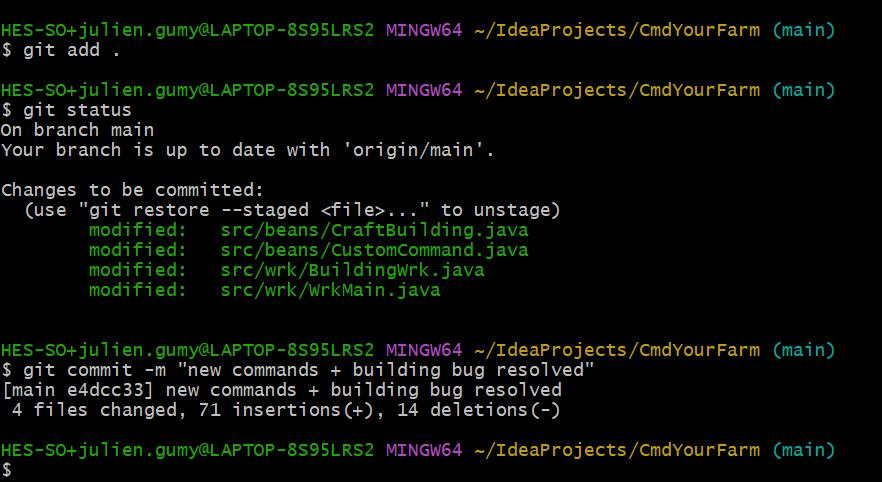 HES-SO+julien.gumy@LAPTOP-8S95LRS2 MINGW64 ~/IdeaProjects/CmdYourFarm (main)
$ git add .
HES-SO+julien.gumy@LAPTOP-8S95LRS2 MINGW64 ~/IdeaProjects/CmdYourFarm (main)
$ git status
On branch main
Your branch is up to date with 'origin/main'.
Changes to be committed:
(use "git restore --staged <file>..." to unstage)
modified: src/beans/CraftBuilding.java
modified: src/beans/CustomCommand.java
modified: src/wrk/BuildingWrk.java
modified: src/wrk/WrkMain.java
HES-SO+julien.gumy@LAPTOP-8S95LRS2 MINGW64 ~/IdeaProjects/CmdYourFarm (main)
$ git commit -m "new commands + building bug resolved"
[main e4dcc33] new commands + building bug resolved
4 files changed, 71 insertions(+), 14 deletions(-)
HES-SO+julien.gumy@LAPTOP-8S95LRS2 MINGW64 ~/IdeaProjects/CmdYourFarm (main)
$